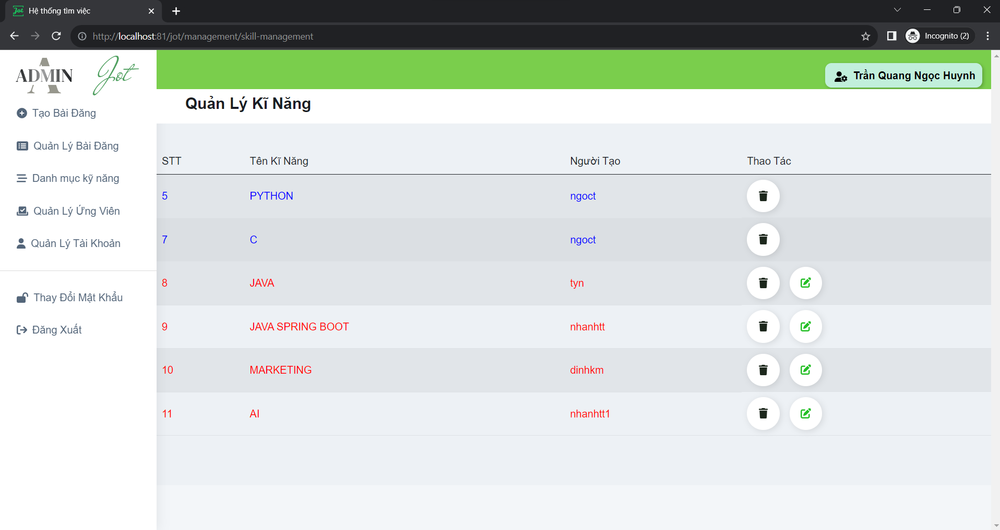 Jot Hệ thống tìm việc
http://localhost:81/jot/management/skill-management
Incognito (2)
ADMIN
Jot
Trần Quang Ngọc Huynh
Tạo Bài Đăng
Quản Lý Bài Đăng
Danh mục kỹ năng
Quản Lý Ứng Viên
Quản Lý Tài Khoản
Thay Đổi Mật Khẩu
Đăng Xuất
Quản Lý Kĩ Năng
STT Tên Kĩ Năng Người Tạo Thao Tác
5 PYTHON ngoct
7 C ngoct
8 JAVA tyn
9 JAVA SPRING BOOT nhanhtt
10 MARKETING dinhkm
11 AI nhanhtt1